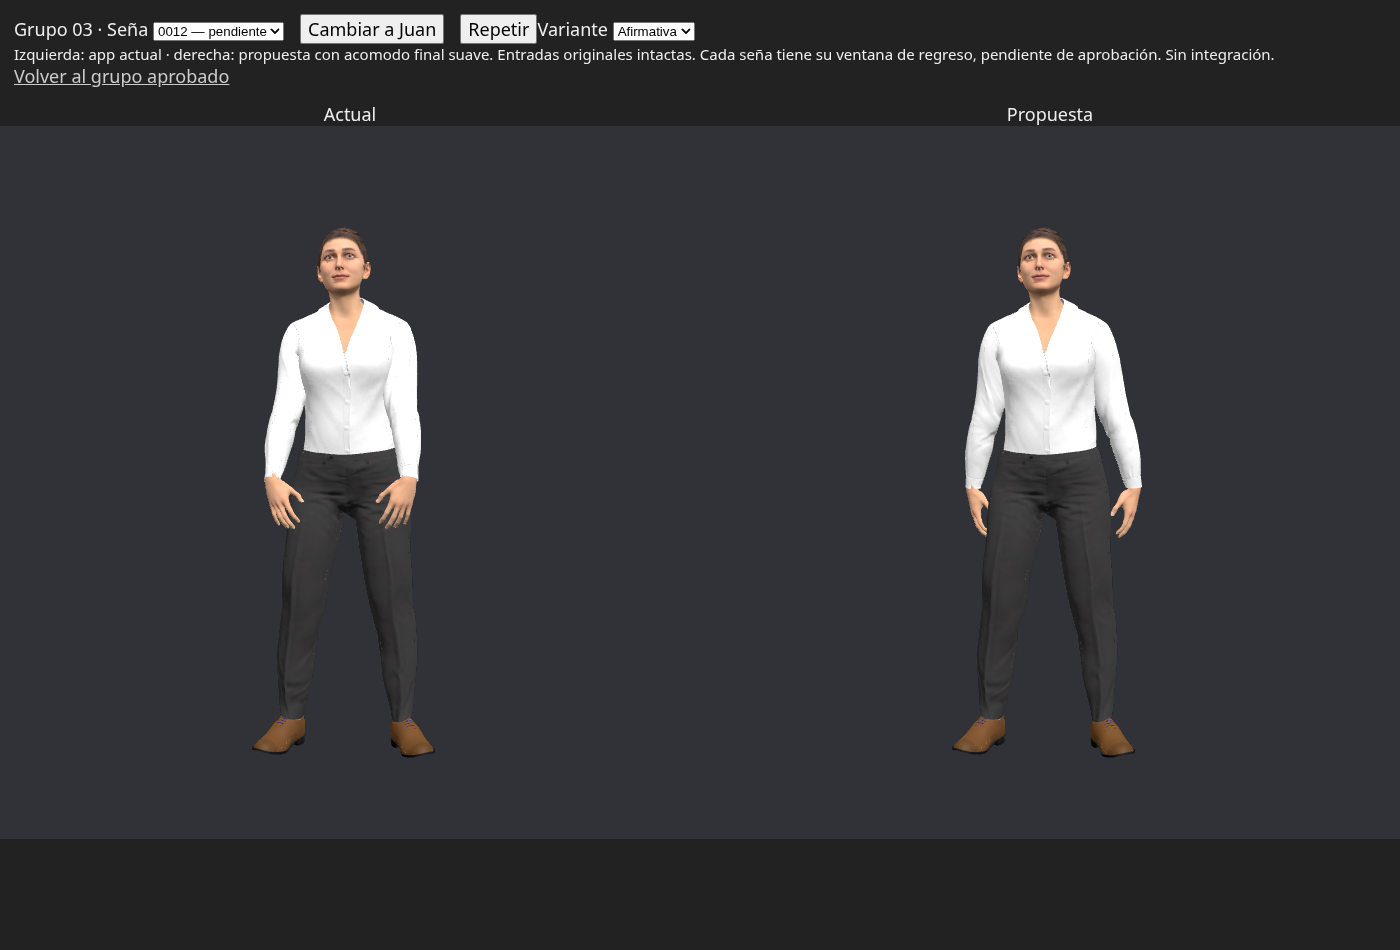 Grupo 03 · Seña 0012 — pendiente Cambiar a Juan Repetir Variante Afirmativa
Izquierda: app actual · derecha: propuesta con acomodo final suave. Entradas originales intactas. Cada seña tiene su ventana de regreso, pendiente de aprobación. Sin integración.
Volver al grupo aprobado
Actual Propuesta